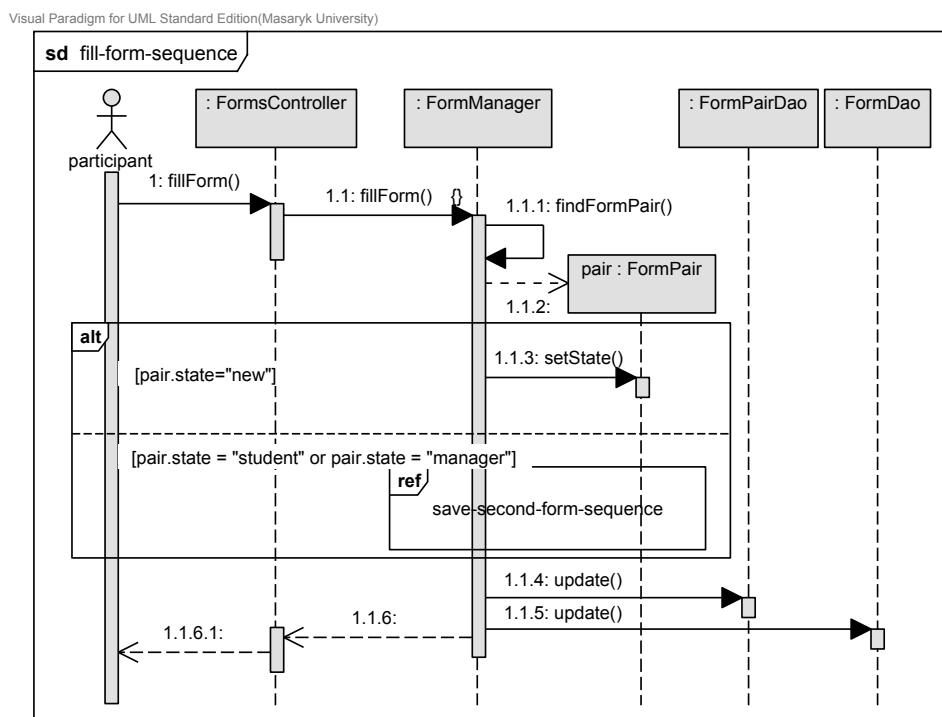 Visual Paradigm for UML Standard Edition(Masaryk University)
sd fill-form-sequence
: FormsController
: FormManager
: FormPairDao
: FormDao
participant
1: fillForm()
1.1: fillForm()
{}
1.1.1: findFormPair()
pair : FormPair
1.1.2:
alt
1.1.3: setState()
[pair.state="new"]
[pair.state = "student" or pair.state = "manager"]
ref
save-second-form-sequence
1.1.4: update()
1.1.5: update()
1.1.6:
1.1.6.1: